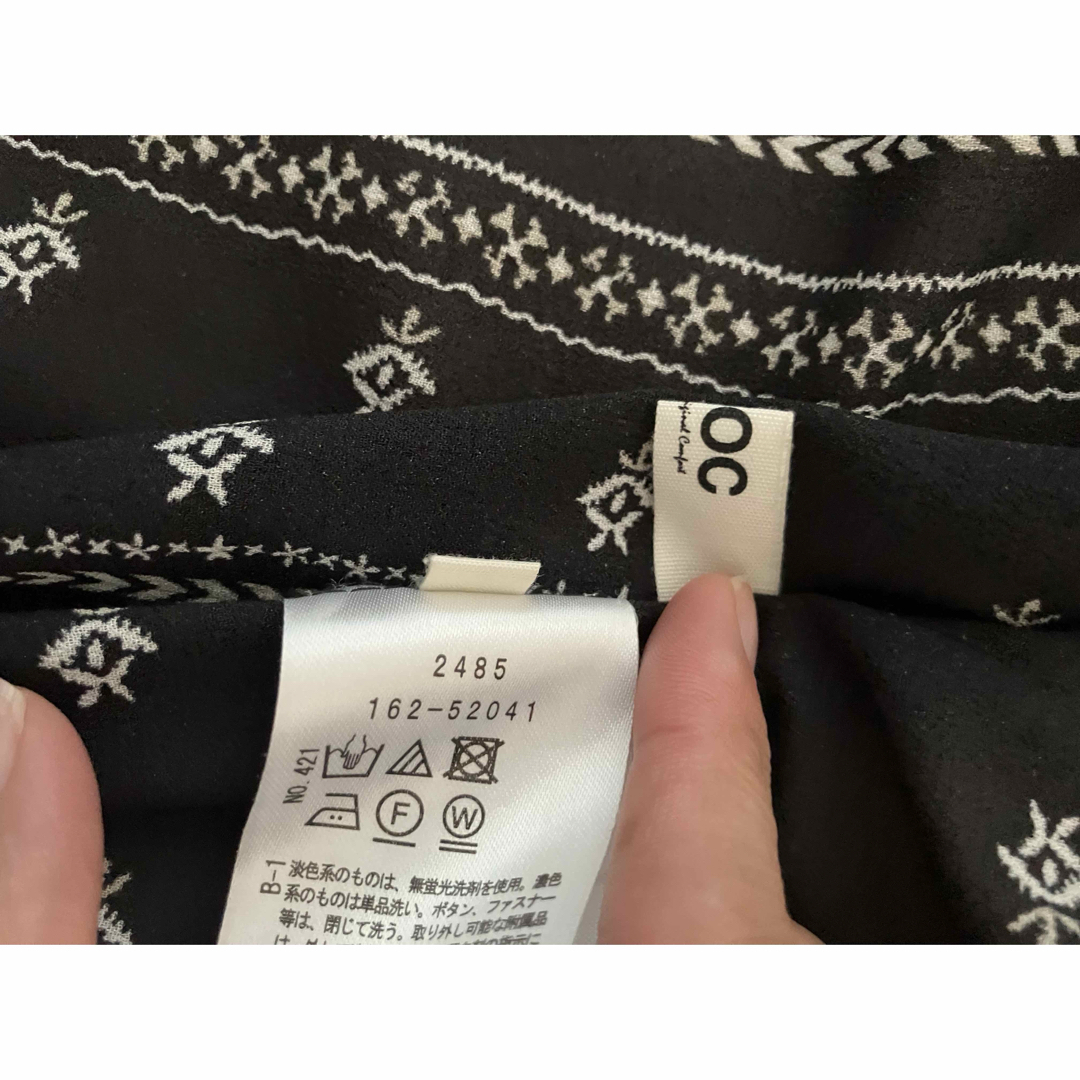 OC
2485
162-52041
NO.421
F
W
B-1 淡色系のものは、無蛍光洗剤を使用。濃色
系のものは単品洗い。ボタン、ファスナー
等は、閉じて洗う。取り外し可能な附属品